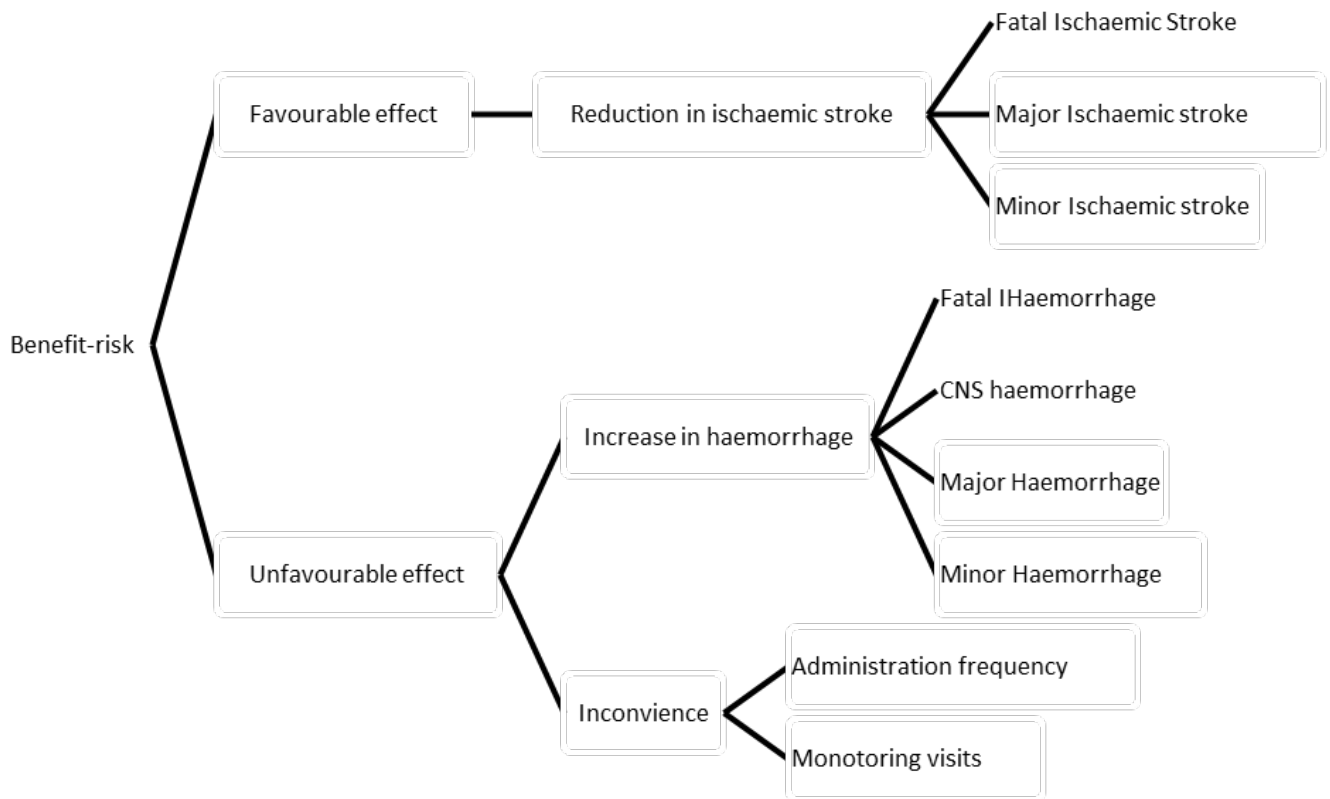 Fatal Ischaemic Stroke
Favourable effect
Reduction in ischaemic stroke
Major Ischaemic stroke
Minor Ischaemic stroke
Fatal IHaemorrhage
Benefit-risk
CNS haemorrhage
Increase in haemorrhage
Major Haemorrhage
Unfavourable effect
Minor Haemorrhage
Administration frequency
Inconvience
Monotoring visits